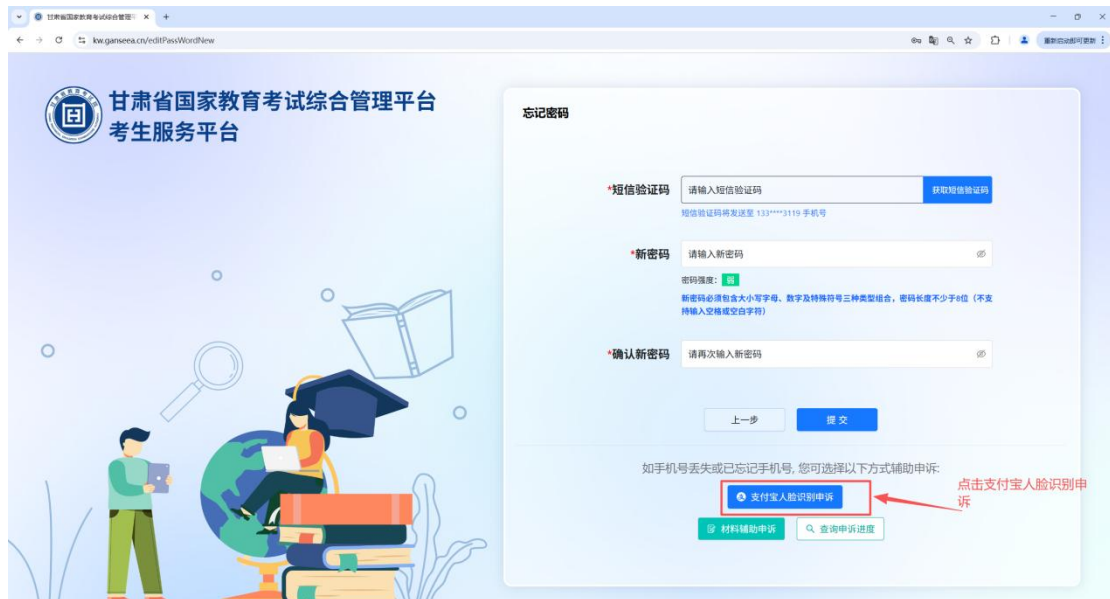 甘肃省国家教育考试综合管理平
kw.ganseea.cn/editPassWordNew
重新启动即可更新
甘肃省国家教育考试综合管理平台
考生服务平台
忘记密码
*短信验证码
请输入短信验证码
获取短信验证码
短信验证码将发送至 133****3119 手机号
*新密码
请输入新密码
密码强度: 弱
新密码必须包含大小写字母、数字及特殊符号三种类型组合，密码长度不少于8位（不支
持输入空格或空白字符）
*确认新密码
请再次输入新密码
上一步
提交
如手机号丢失或已忘记手机号, 您可选择以下方式辅助申诉:
支付宝人脸识别申诉
点击支付宝人脸识别申
诉
材料辅助申诉
查询申诉进度